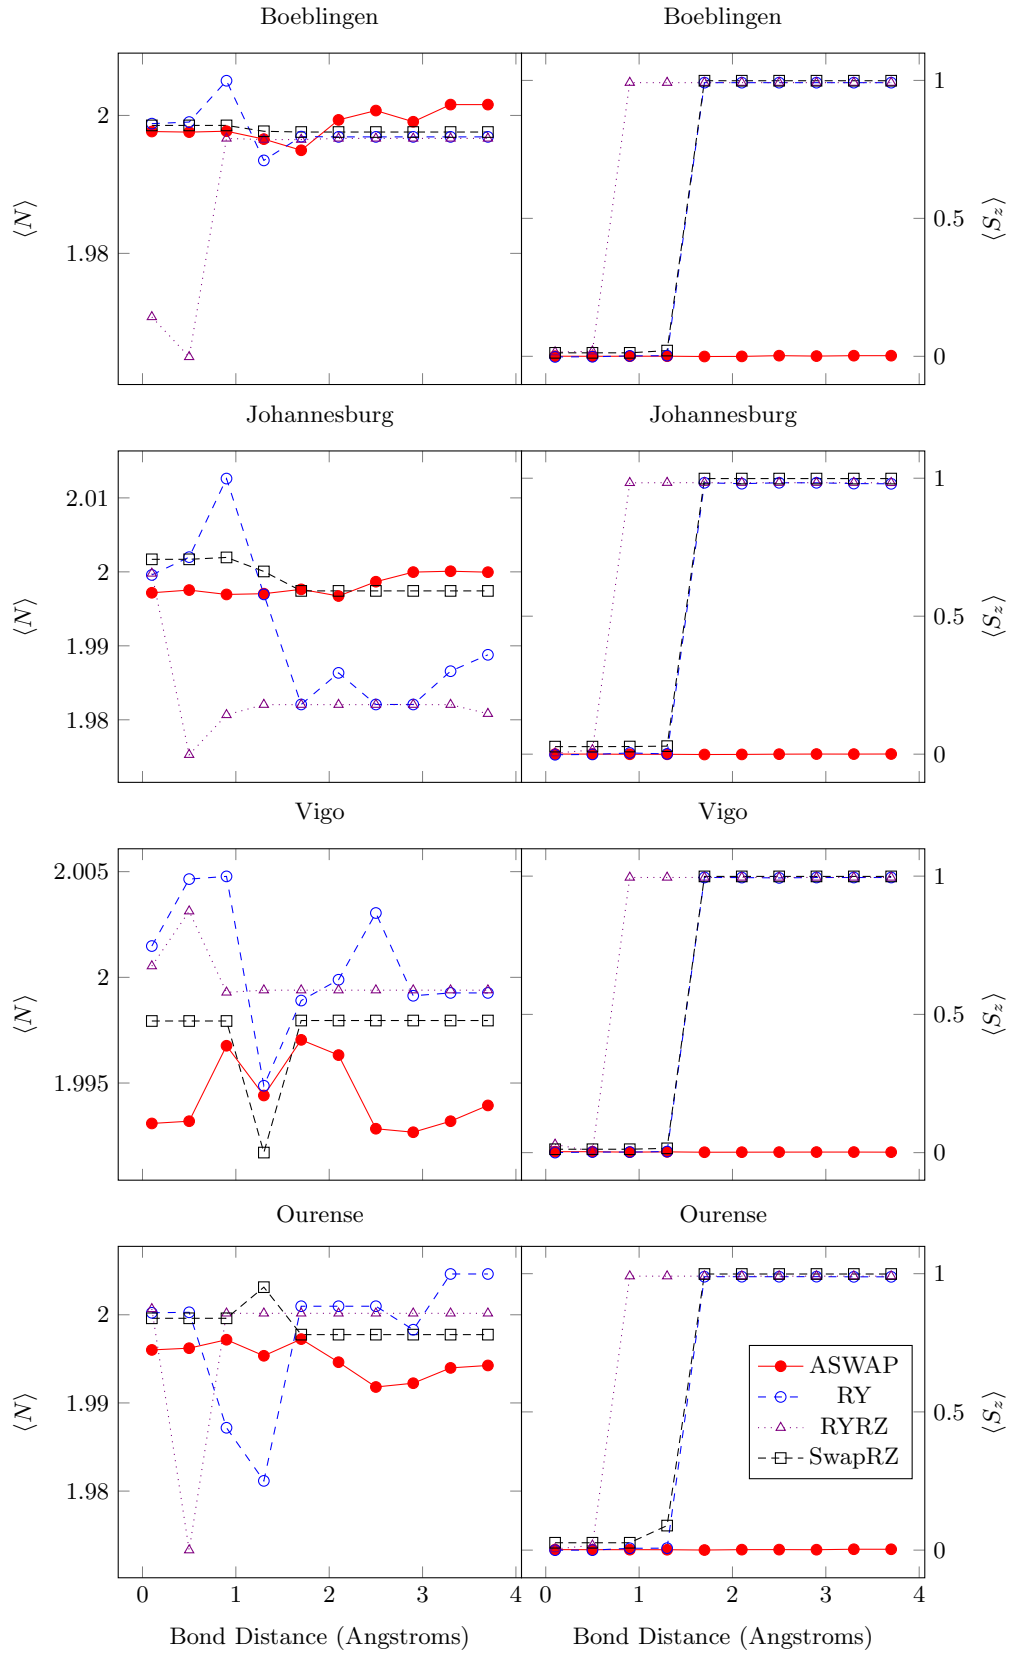 Boeblingen
Boeblingen
2
1.98
⟨N⟩
1
0.5
0
⟨S_z⟩
Johannesburg
Johannesburg
2.01
2
1.99
1.98
⟨N⟩
1
0.5
0
⟨S_z⟩
Vigo
Vigo
2.005
2
1.995
⟨N⟩
1
0.5
0
⟨S_z⟩
Ourense
Ourense
2
1.99
1.98
⟨N⟩
1
0.5
0
⟨S_z⟩
ASWAP
RY
RYRZ
SwapRZ
0 1 2 3 4
0 1 2 3 4
Bond Distance (Angstroms)
Bond Distance (Angstroms)